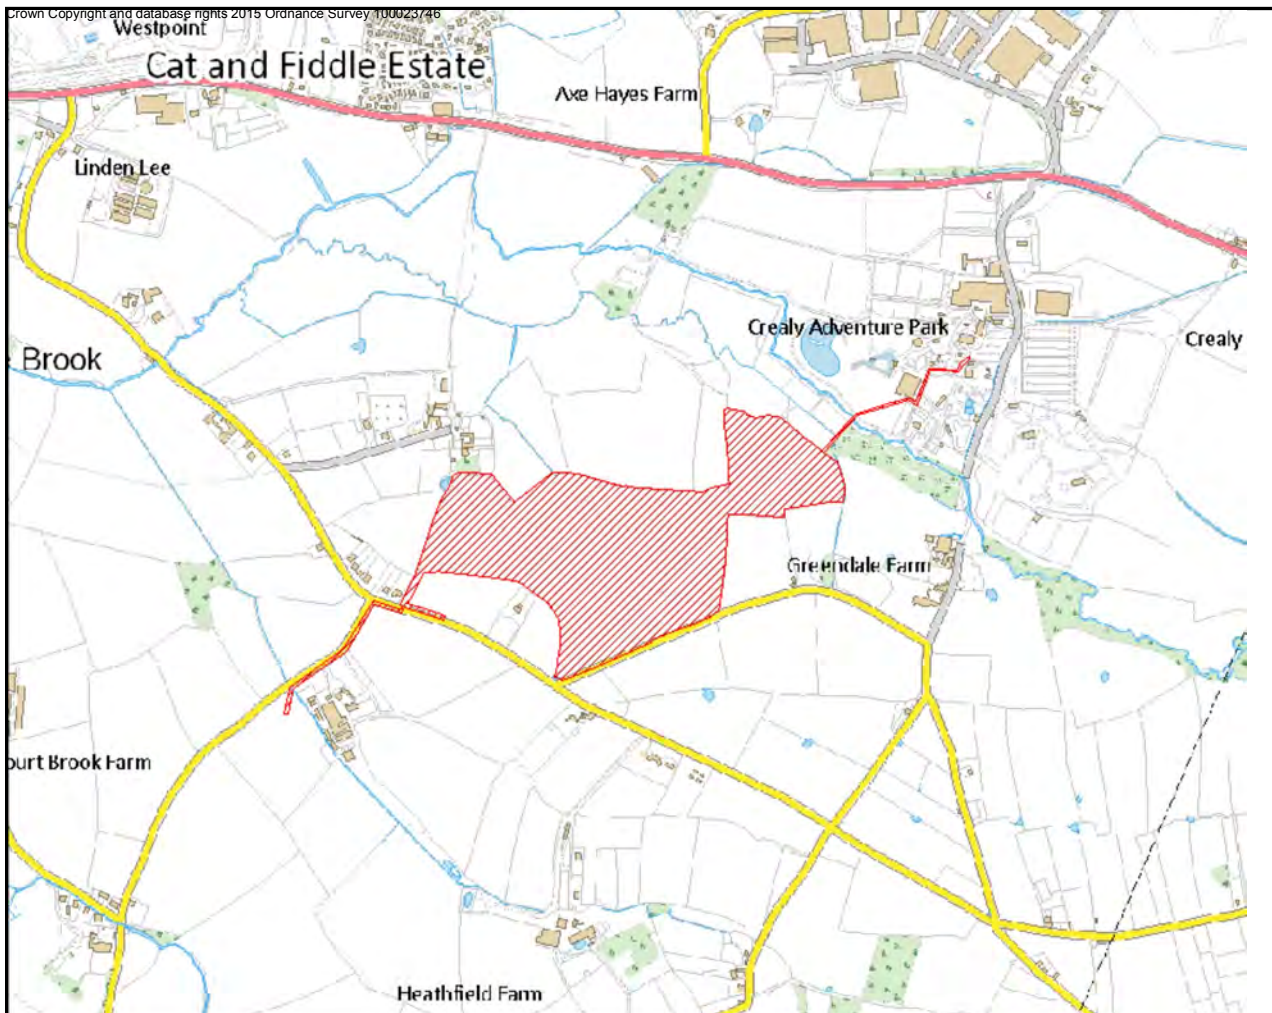 Crown Copyright and database rights 2015 Ordnance Survey 100023746
Westpoint
Cat and Fiddle Estate
Axe Hayes Farm
Linden Lee
Crealy Adventure Park
Crealy
Brook
Greendale Farm
ourt Brook Farm
Heathfield Farm